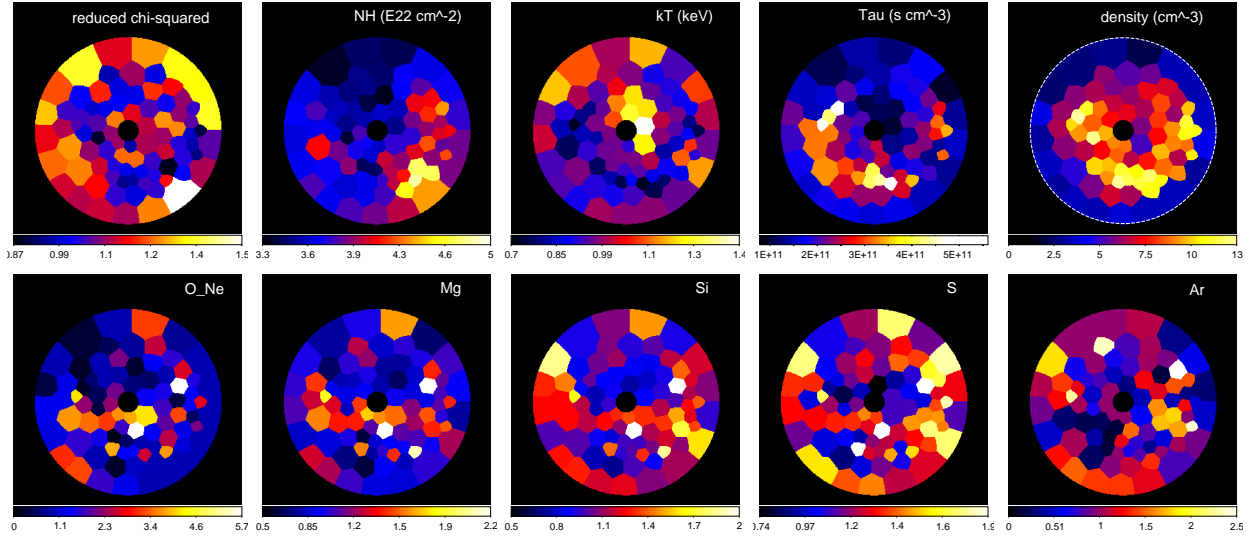 reduced chi-squared
NH (E22 cm^-2)
kT (keV)
Tau (s cm^-3)
density (cm^-3)
0.87 0.99 1.1 1.2 1.4 1.5
3.3 3.6 3.9 4.3 4.6 5
0.7 0.85 0.99 1.1 1.3 1.4
1E+11 2E+11 3E+11 4E+11 5E+11
0 2.5 5 7.5 10 13
O_Ne
Mg
Si
S
Ar
0 1.1 2.3 3.4 4.6 5.7
0.5 0.85 1.2 1.5 1.9 2.2
0.5 0.8 1.1 1.4 1.7 2
0.74 0.97 1.2 1.4 1.6 1.9
0 0.51 1 1.5 2 2.5